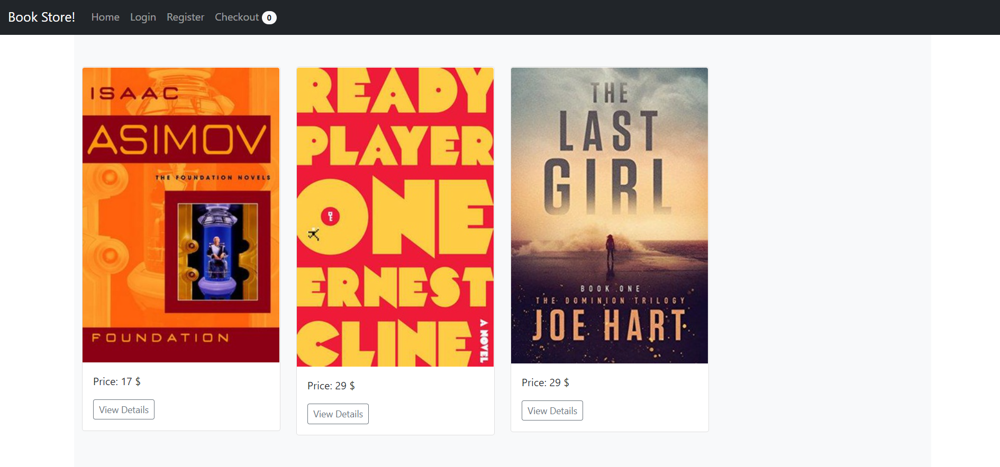 Book Store! Home Login Register Checkout 0
ISAAC
ASIMOV
THE FOUNDATION NOVELS
FOUNDATION
Price: 17 $
View Details
READY
PLAYER
ONE
ERNEST
CLINE
A NOVEL
Price: 29 $
View Details
THE
LAST
GIRL
BOOK ONE
THE DOMINION TRILOGY
JOE HART
Price: 29 $
View Details